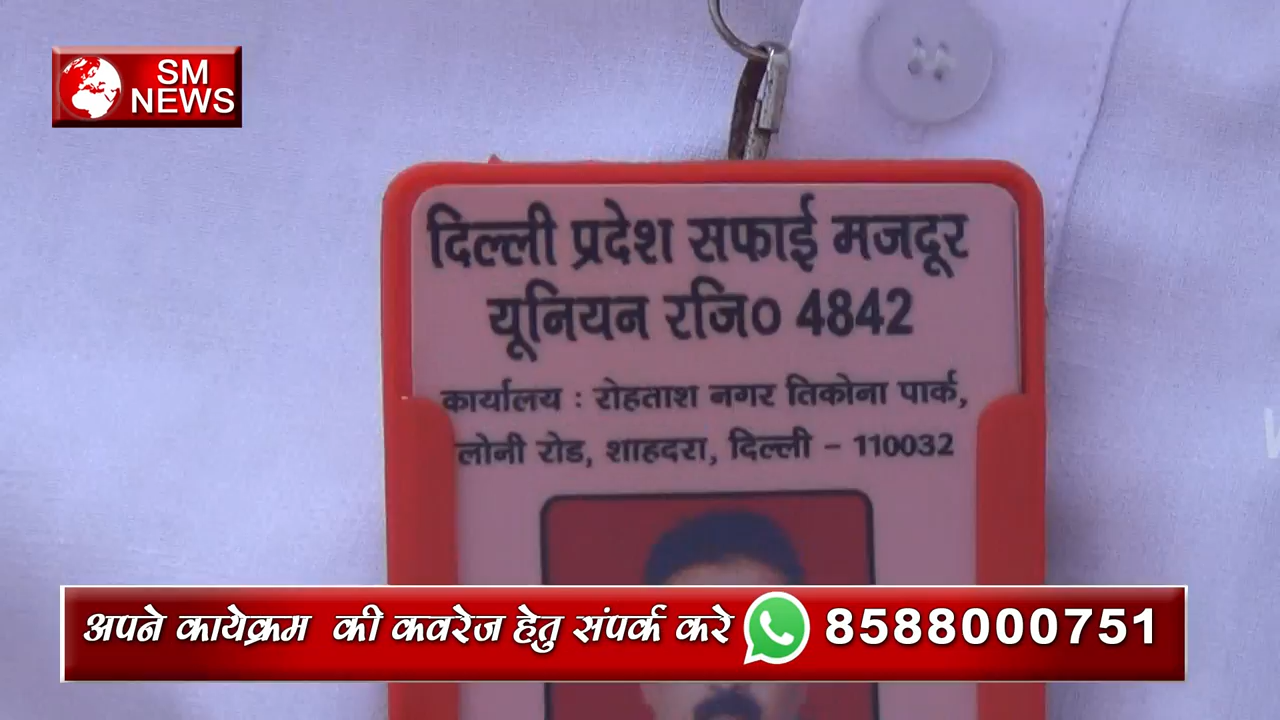 SM
NEWS
दिल्ली प्रदेश सफाई मजदूर
यूनियन रजि० 4842
कार्यालय : रोहताश नगर तिकोना पार्क,
लोनी रोड, शाहदरा, दिल्ली - 110032
अपने कायेक्रम की कवरेज हेतु संपर्क करे 8588000751